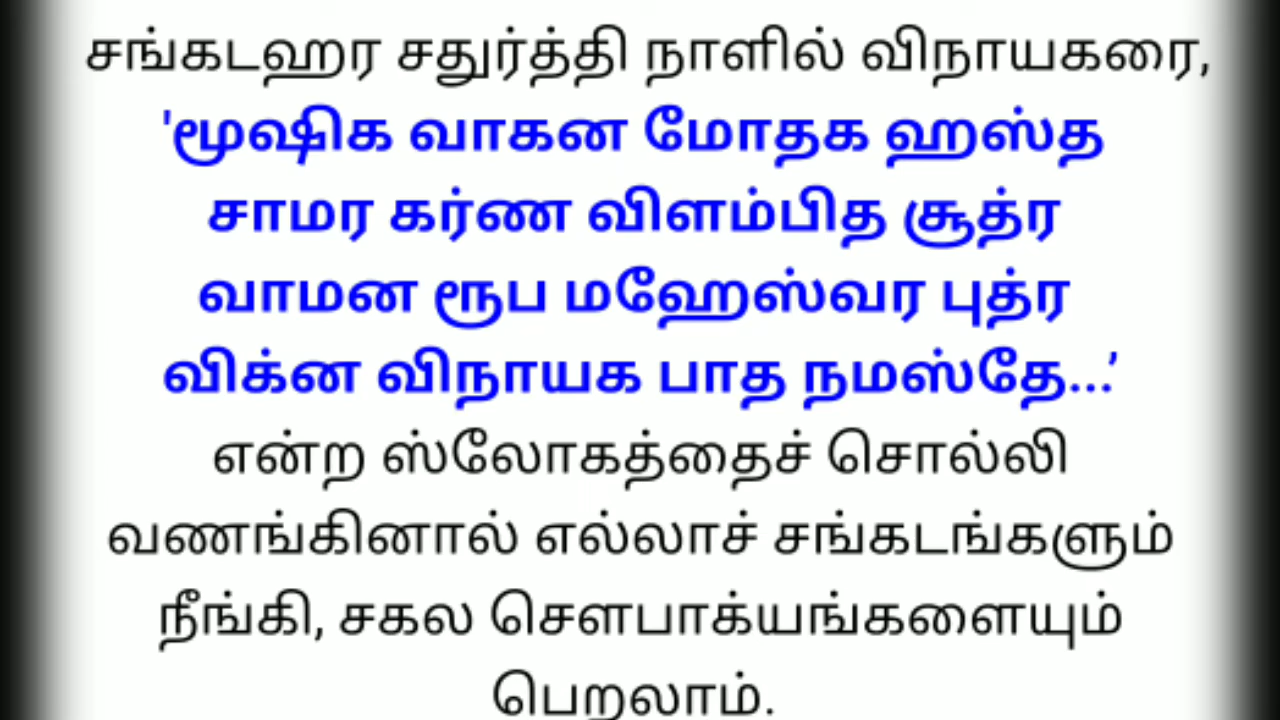 சங்கடஹர சதுர்த்தி நாளில் விநாயகரை,
'மூஷிக வாகன மோதக ஹஸ்த
சாமர கர்ண விளம்பித சூத்ர
வாமன ரூப மஹேஸ்வர புத்ர
விக்ன விநாயக பாத நமஸ்தே...’
என்ற ஸ்லோகத்தைச் சொல்லி
வணங்கினால் எல்லாச் சங்கடங்களும்
நீங்கி, சகல சௌபாக்யங்களையும்
பெறலாம்.